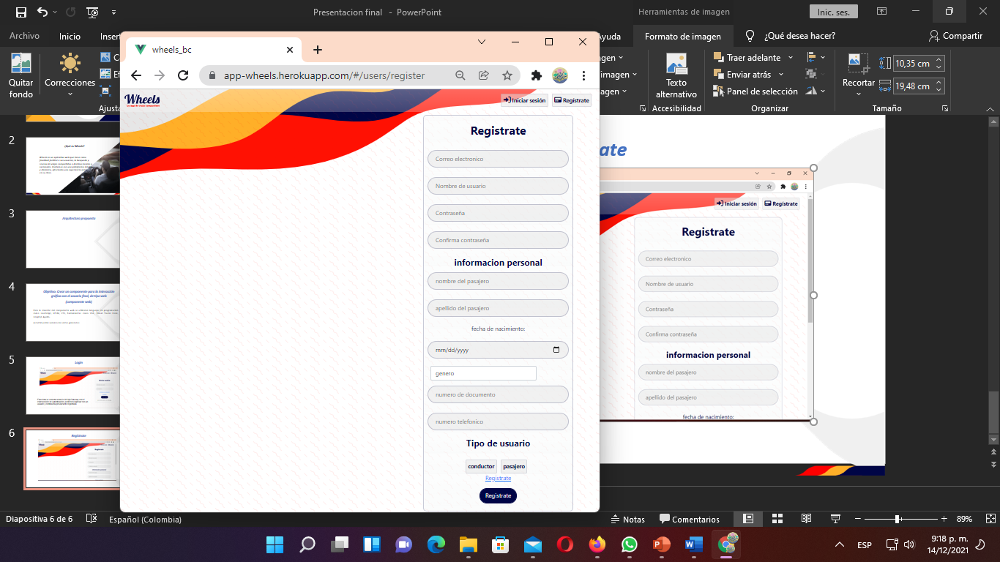 Presentacion final - PowerPoint
Herramientas de imagen
Inic. ses.
Archivo
Inicio
Insert
Ayuda
Formato de imagen
¿Qué desea hacer?
Compartir
Quitar fondo
Correcciones
Texto alternativo
Traer adelante
Enviar atrás
Panel de selección
Recortar
10,35 cm
19,48 cm
Accesibilidad
Organizar
Tamaño
wheels_bc
app-wheels.herokuapp.com/#/users/register
Wheels
Iniciar sesión
Registrate
Registrate
Correo electronico
Nombre de usuario
Contraseña
Confirma contraseña
informacion personal
nombre del pasajero
apellido del pasajero
fecha de nacimiento:
mm/dd/yyyy
genero
numero de documento
numero telefonico
Tipo de usuario
conductor
pasajero
Registrate
Registrate
2
¿Qué es Wheels?
3
Arquitectura propuesta
4
Objetivo: Crear un componente para la interacción
gráfica con el usuario final, de tipo web
(componente web)
5
Login
6
Registrate
Iniciar sesión
Registrate
Registrate
Correo electronico
Nombre de usuario
Contraseña
Confirma contraseña
informacion personal
nombre del pasajero
apellido del pasajero
fecha de nacimiento:
Diapositiva 6 de 6
Español (Colombia)
Notas
Comentarios
89%
ESP
9:18 p. m.
14/12/2021